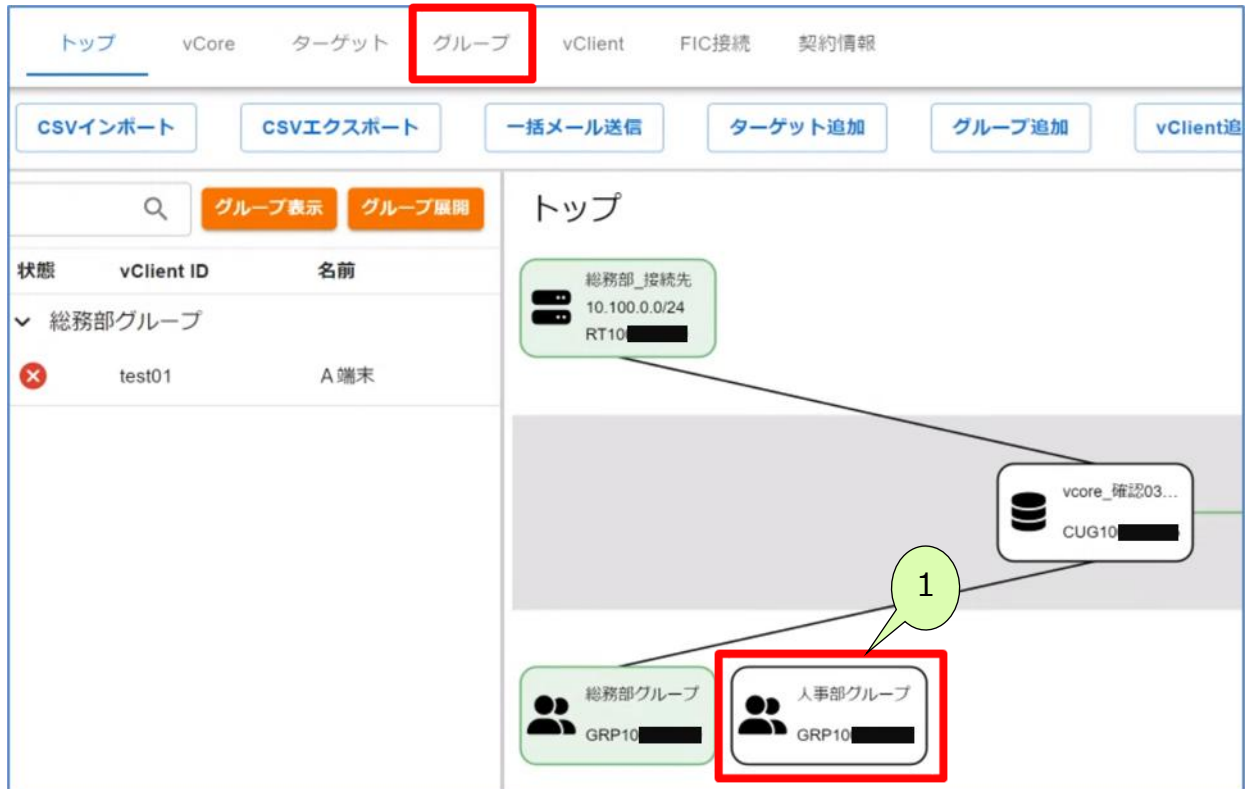 トップ vCore ターゲット グループ vClient FIC接続 契約情報
CSVインポート CSVエクスポート 一括メール送信 ターゲット追加 グループ追加 vClient追
グループ表示 グループ展開
トップ
状態 vClient ID 名前
総務部グループ
test01 A端末
総務部_接続先
10.100.0.0/24
RT10
vcore_確認03...
CUG10
1
総務部グループ
GRP10
人事部グループ
GRP10